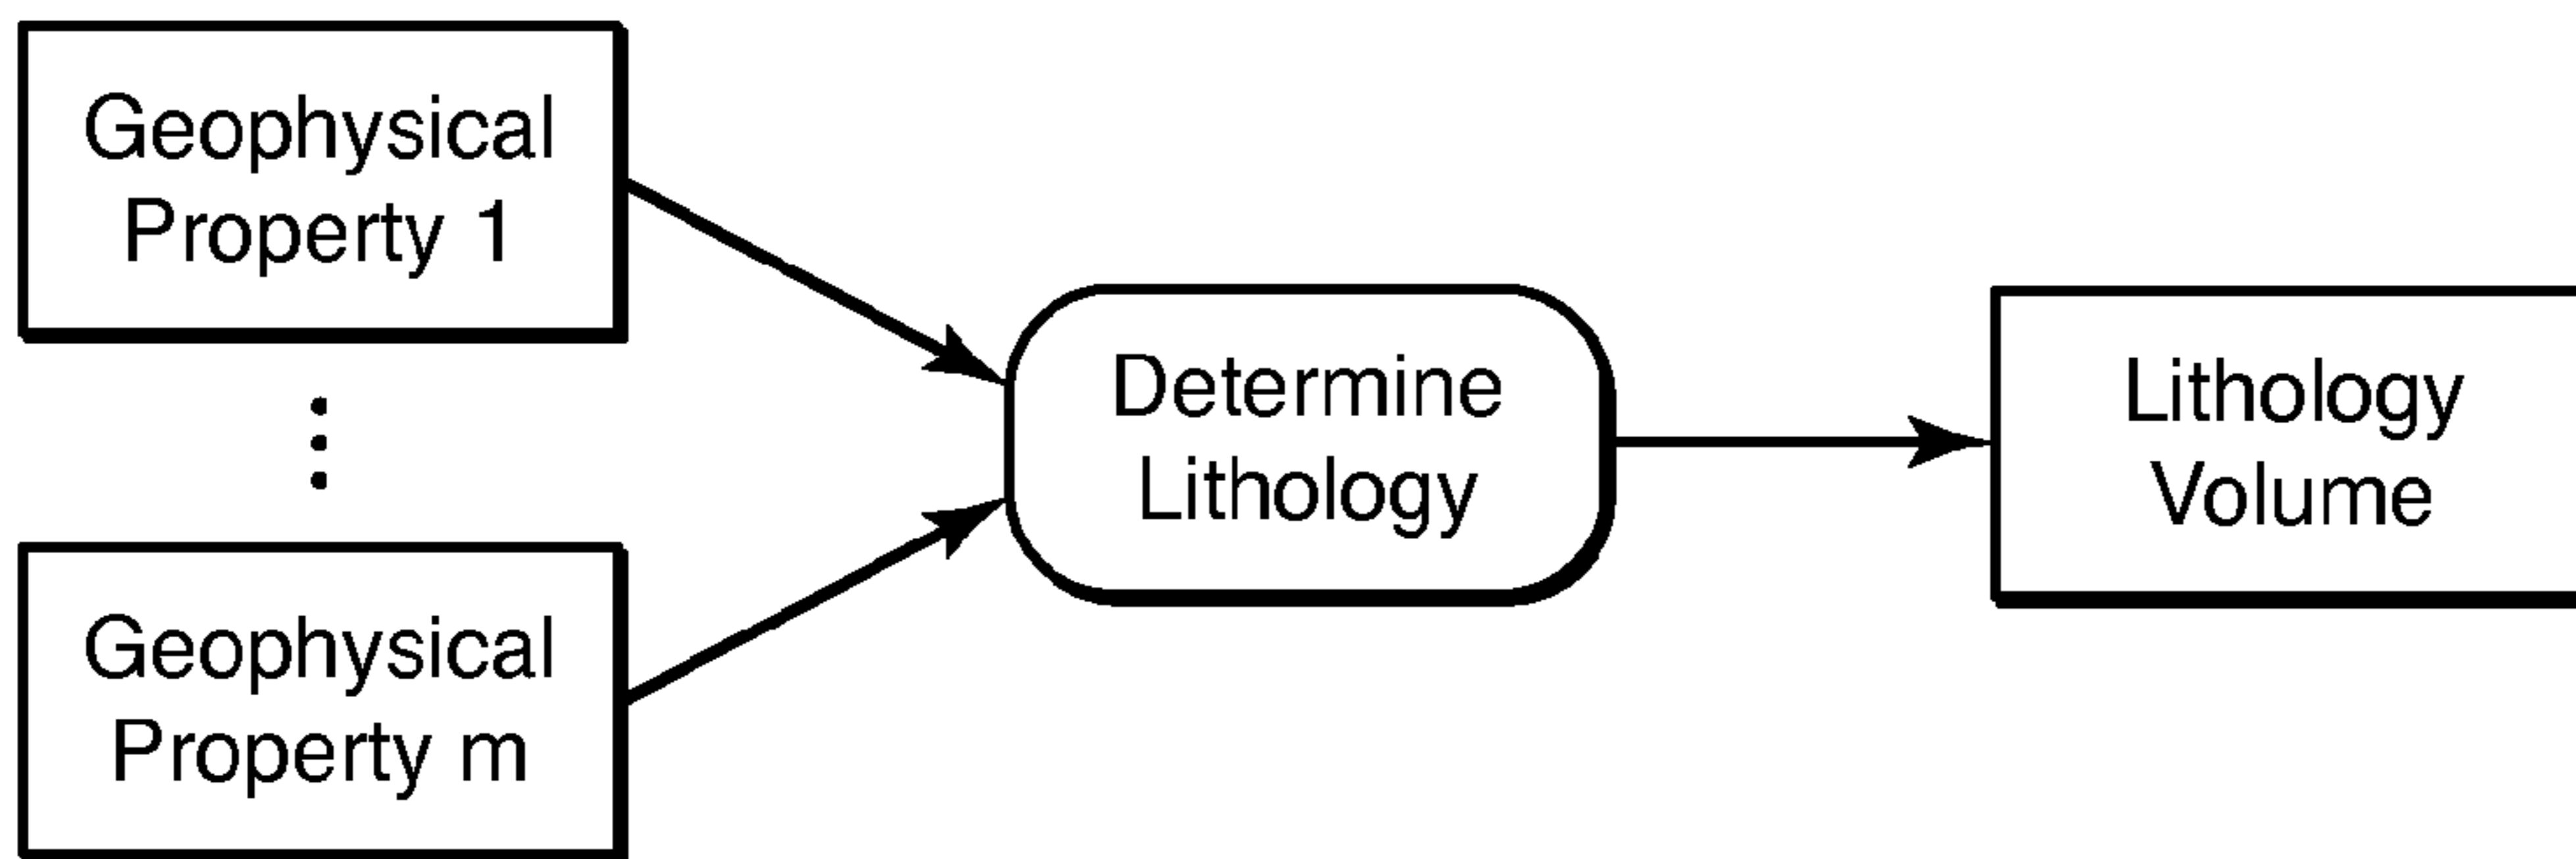 Geophysical
Property 1
Geophysical
Property m
Determine
Lithology
Lithology
Volume